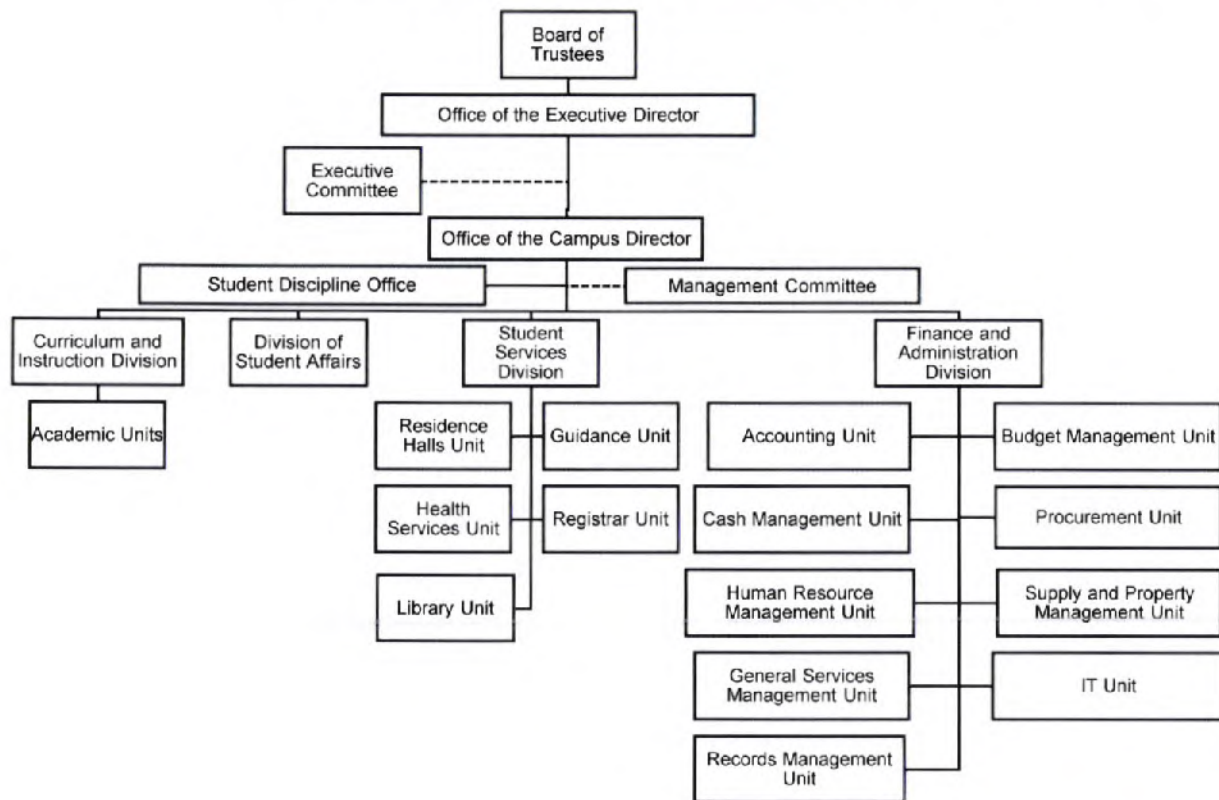 Board of
Trustees
Office of the Executive Director
Executive
Committee
Office of the Campus Director
Student Discipline Office
Management Committee
Curriculum and
Instruction Division
Division of
Student Affairs
Student
Services
Division
Finance and
Administration
Division
Academic Units
Residence
Halls Unit
Guidance Unit
Accounting Unit
Budget Management Unit
Health
Services Unit
Registrar Unit
Cash Management Unit
Procurement Unit
Library Unit
Human Resource
Management Unit
Supply and Property
Management Unit
General Services
Management Unit
IT Unit
Records Management
Unit